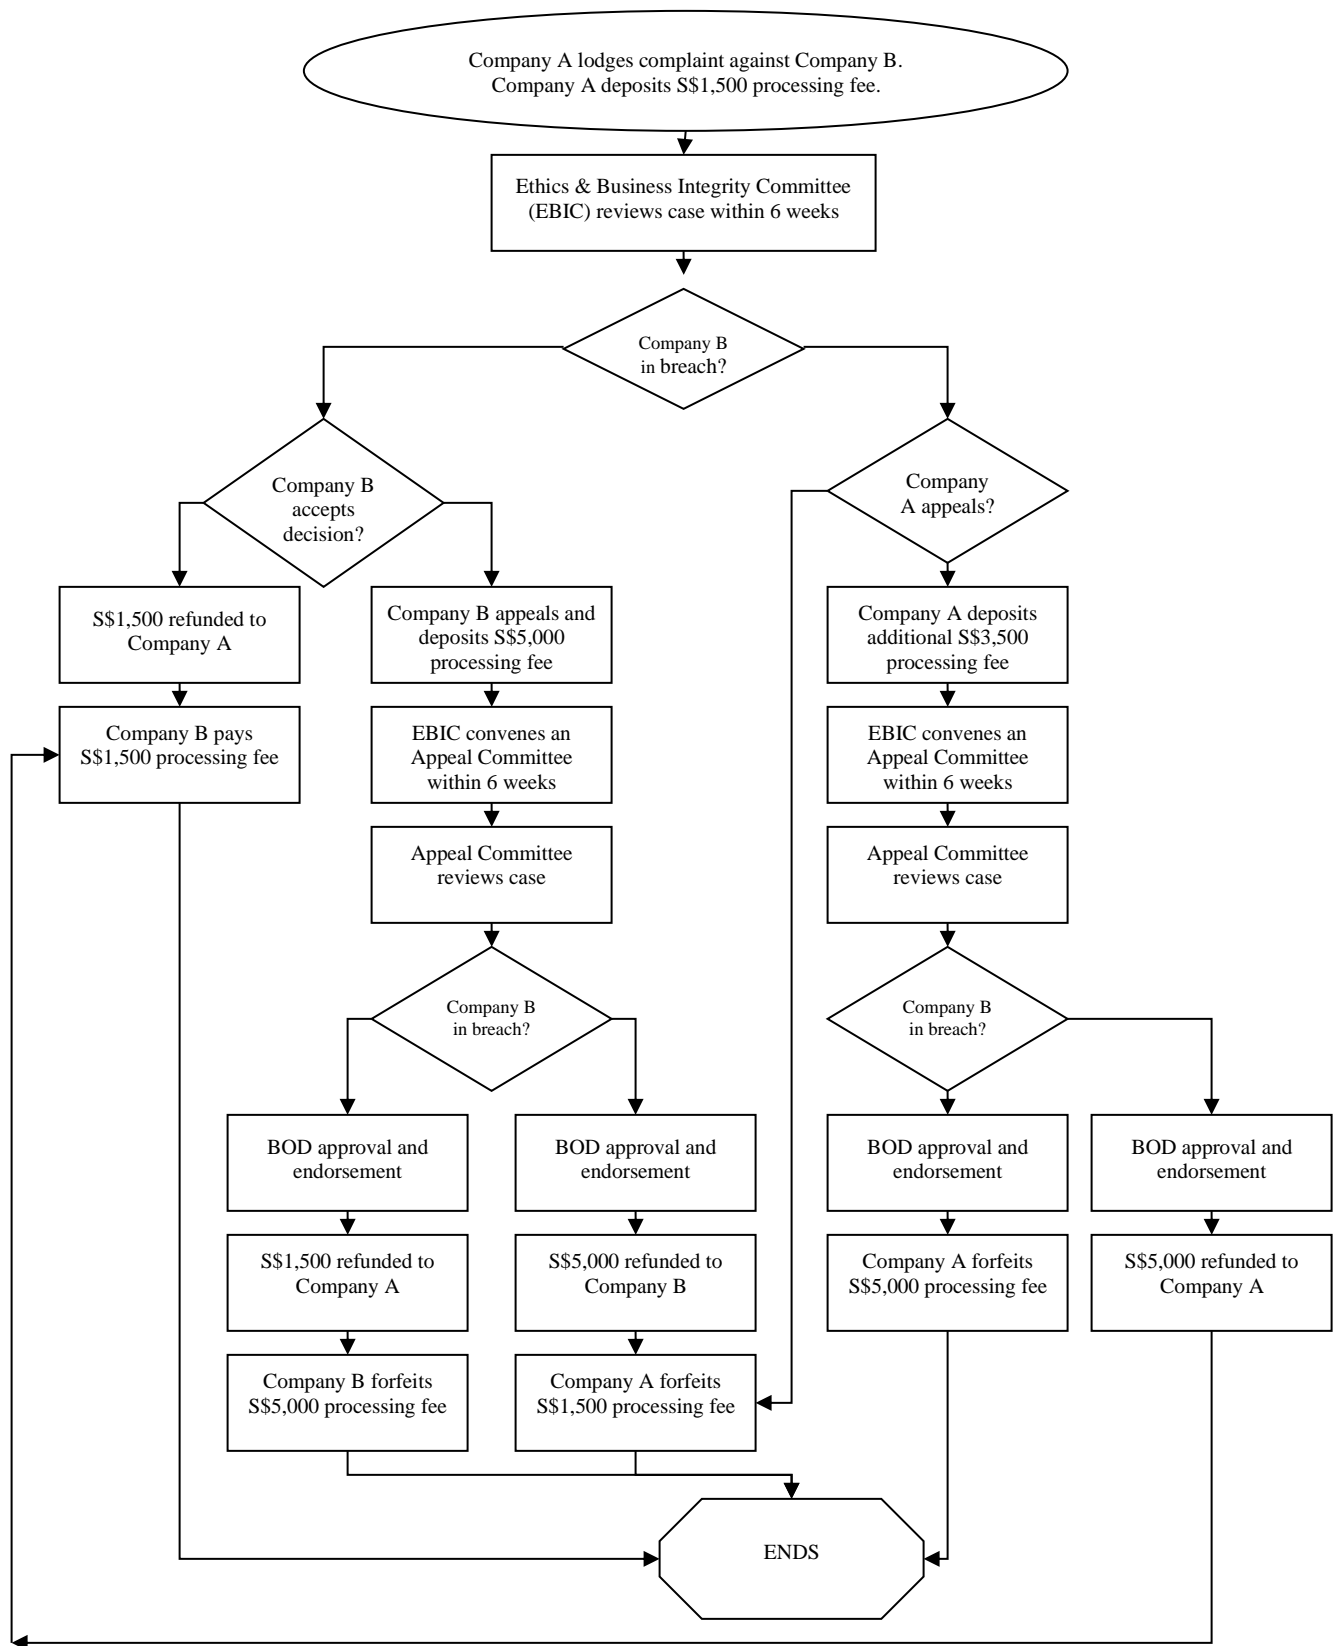 Company A lodges complaint against Company B.
Company A deposits S$1,500 processing fee.
Ethics & Business Integrity Committee
(EBIC) reviews case within 6 weeks
Company B
in breach?
Company B
accepts
decision?
Company
A appeals?
S$1,500 refunded to
Company A
Company B appeals and
deposits S$5,000
processing fee
Company A deposits
additional S$3,500
processing fee
Company B pays
S$1,500 processing fee
EBIC convenes an
Appeal Committee
within 6 weeks
EBIC convenes an
Appeal Committee
within 6 weeks
Appeal Committee
reviews case
Appeal Committee
reviews case
Company B
in breach?
Company B
in breach?
BOD approval and
endorsement
BOD approval and
endorsement
BOD approval and
endorsement
BOD approval and
endorsement
S$1,500 refunded to
Company A
S$5,000 refunded to
Company B
Company A forfeits
S$5,000 processing fee
S$5,000 refunded to
Company A
Company B forfeits
S$5,000 processing fee
Company A forfeits
S$1,500 processing fee
ENDS